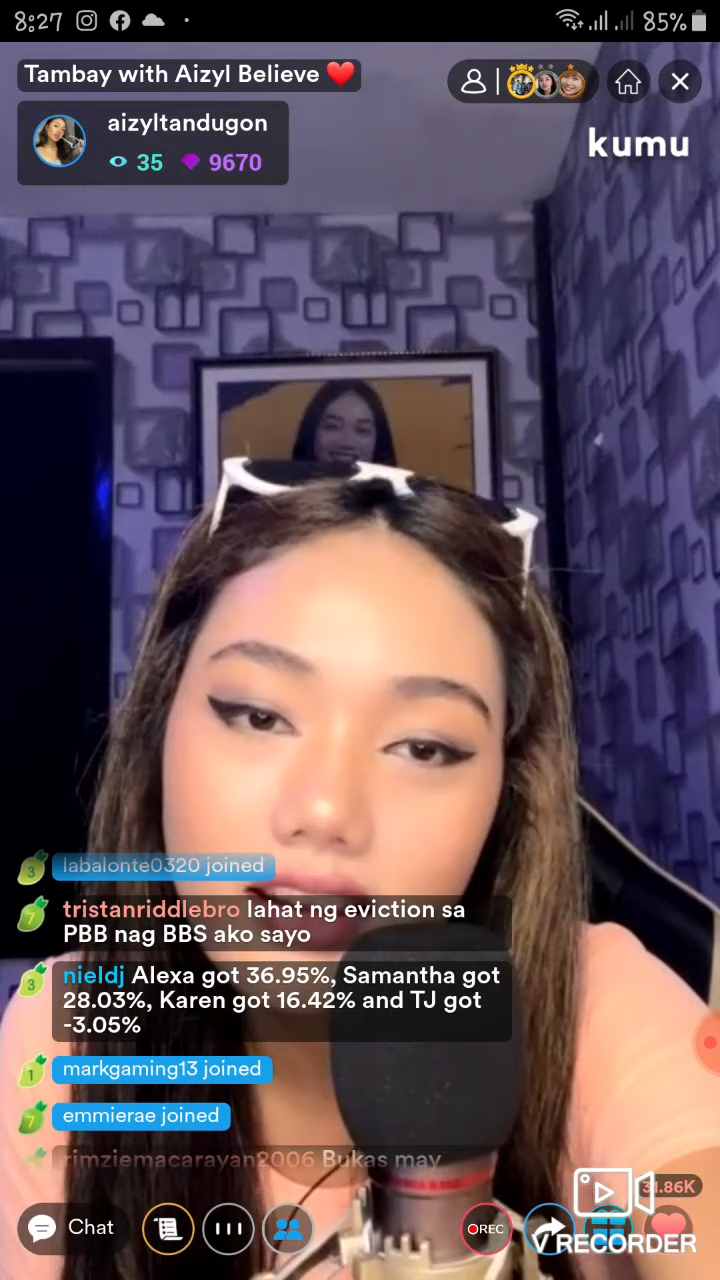 8:27
85%
Tambay with Aizyl Believe ❤️
aizyltandugon
35 9670
kumu
3 labalonte0320 joined
7 tristanriddlebro lahat ng eviction sa
PBB nag BBS ako sayo
3 nieldj Alexa got 36.95%, Samantha got
28.03%, Karen got 16.42% and TJ got
-3.05%
1 markgaming13 joined
7 emmierae joined
rimziemacarayan2006 Bukas may
31.86K
Chat
REC
V RECORDER